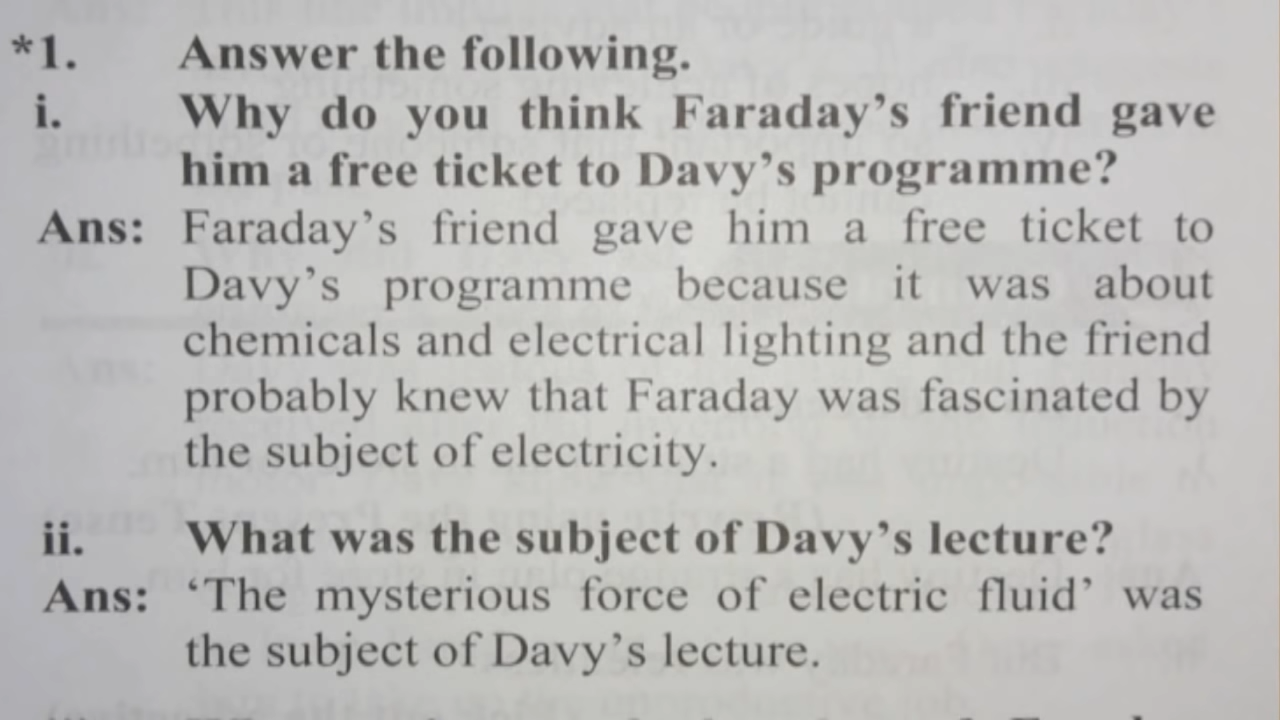 *1. Answer the following.
i. Why do you think Faraday's friend gave
him a free ticket to Davy's programme?
Ans: Faraday's friend gave him a free ticket to
Davy's programme because it was about
chemicals and electrical lighting and the friend
probably knew that Faraday was fascinated by
the subject of electricity.
ii. What was the subject of Davy's lecture?
Ans: ‘The mysterious force of electric fluid’ was
the subject of Davy's lecture.